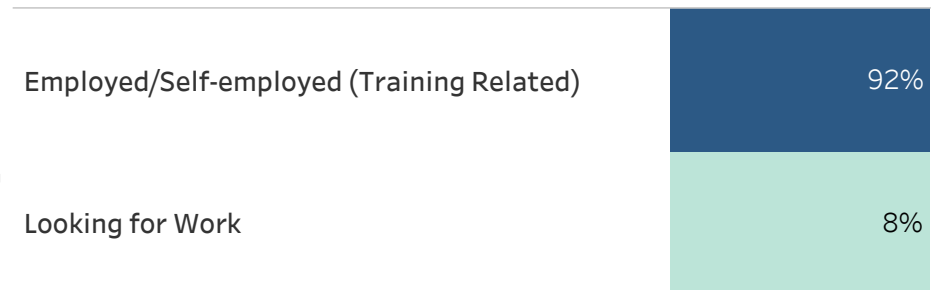 Employed/Self-employed (Training Related) 92%
Looking for Work 8%